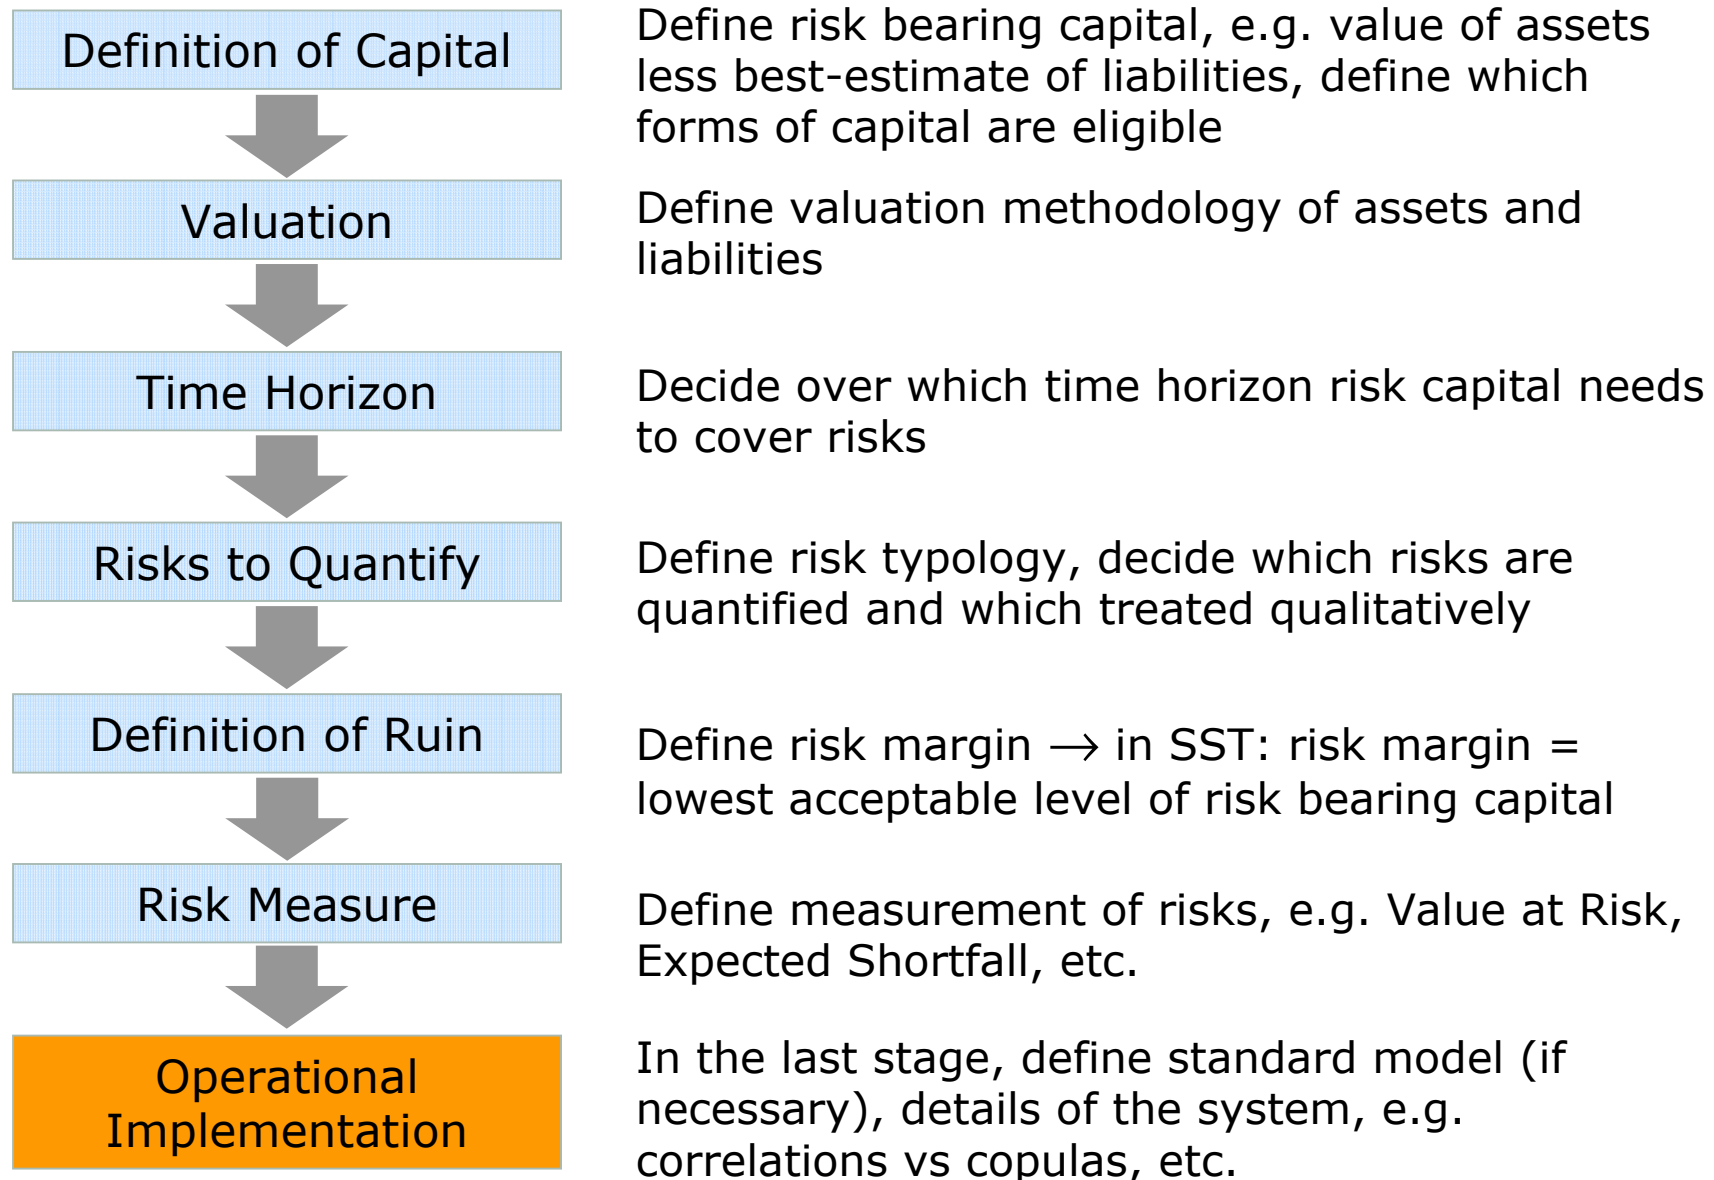 Definition of Capital
Define risk bearing capital, e.g. value of assets
less best-estimate of liabilities, define which
forms of capital are eligible
Valuation
Define valuation methodology of assets and
liabilities
Time Horizon
Decide over which time horizon risk capital needs
to cover risks
Risks to Quantify
Define risk typology, decide which risks are
quantified and which treated qualitatively
Definition of Ruin
Define risk margin → in SST: risk margin =
lowest acceptable level of risk bearing capital
Risk Measure
Define measurement of risks, e.g. Value at Risk,
Expected Shortfall, etc.
Operational
Implementation
In the last stage, define standard model (if
necessary), details of the system, e.g.
correlations vs copulas, etc.